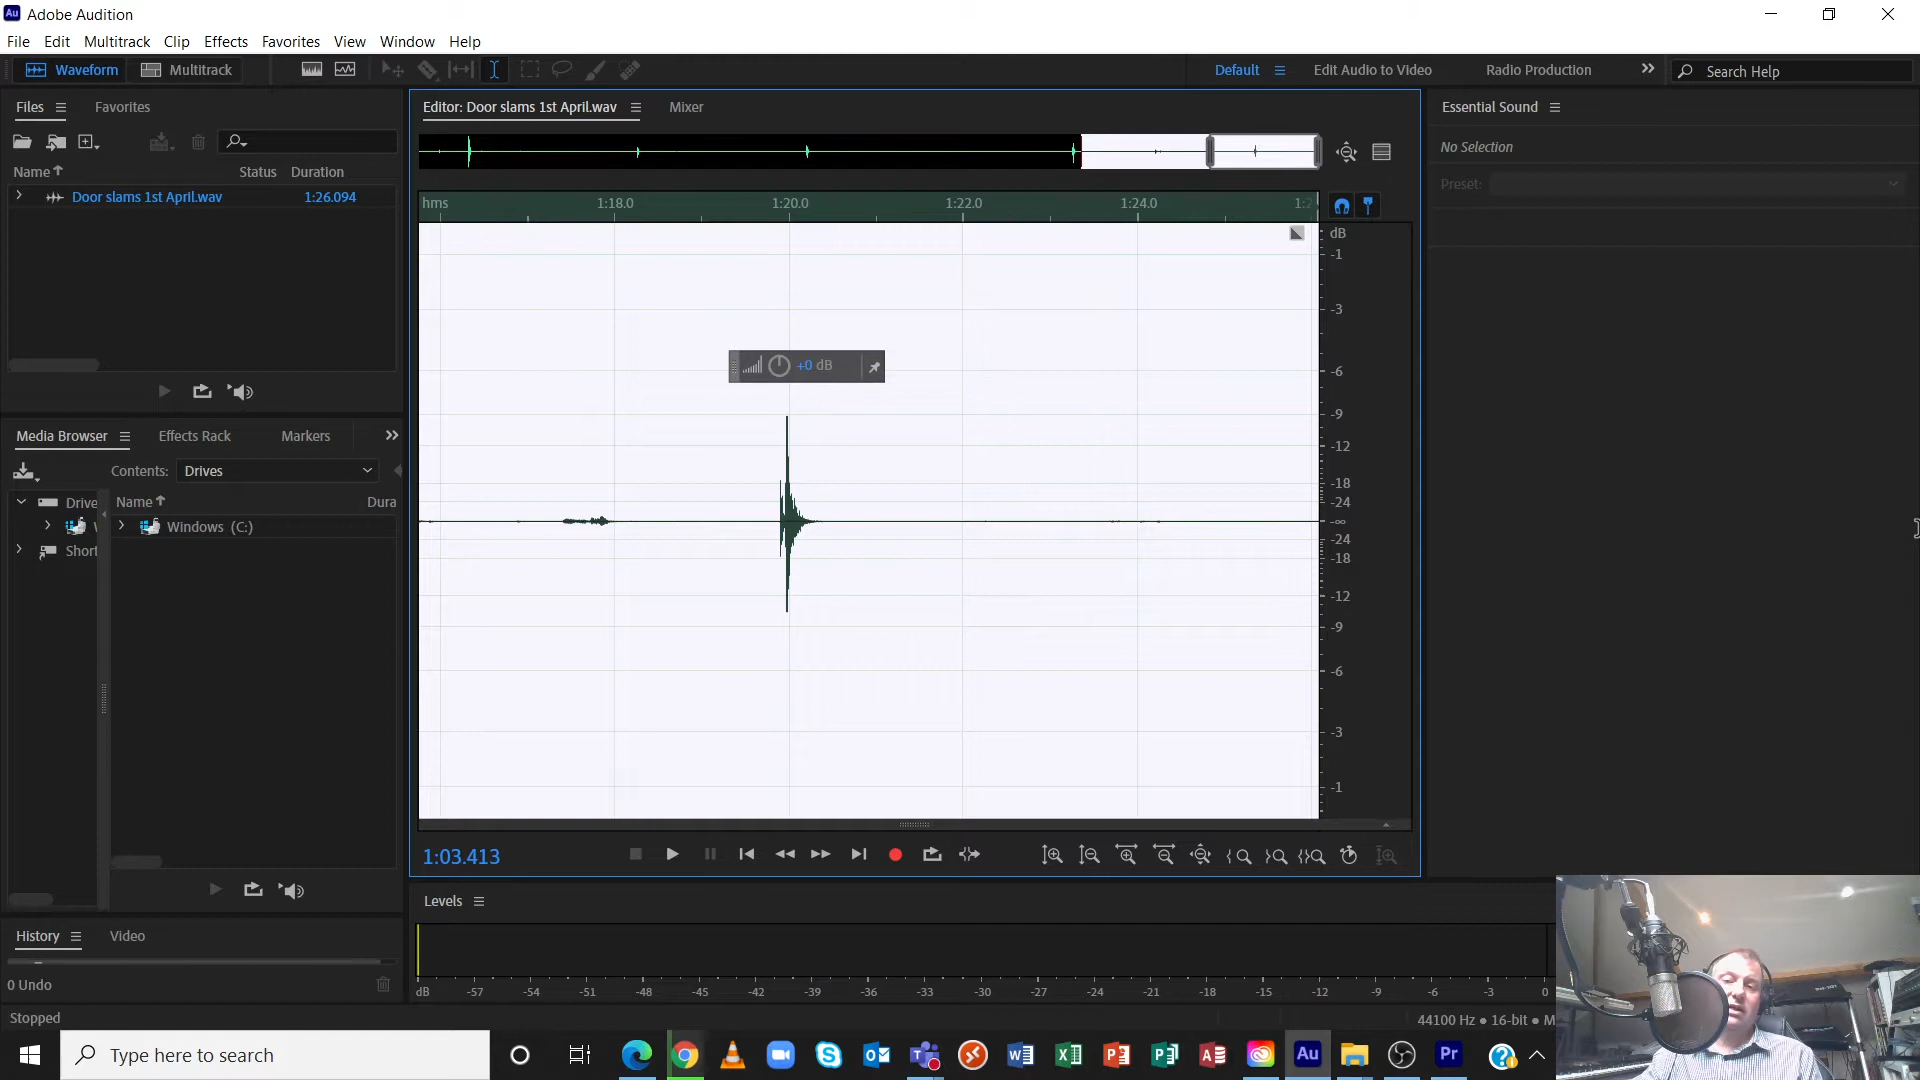 Au Adobe Audition
File Edit Multitrack Clip Effects Favorites View Window Help
Waveform Multitrack Default Edit Audio to Video Radio Production Search Help
Files Favorites
Name Status Duration
Door slams 1st April.wav 1:26.094
Editor: Door slams 1st April.wav Mixer
hms 1:18.0 1:20.0 1:22.0 1:24.0
dB
-1
-3
-6
-9
-12
-18
-24
-∞
-24
-18
-12
-9
-6
-3
-1
+0 dB
Essential Sound
No Selection
Preset:
Media Browser Effects Rack Markers
Contents: Drives
Drive Name Dura
Windows (C:)
Short
1:03.413
Levels
dB -57 -54 -51 -48 -45 -42 -39 -36 -33 -30 -27 -24 -21 -18 -15 -12 -9 -6 -3 0
History Video
0 Undo
Stopped
44100 Hz • 16-bit • M
Type here to search
Au Pr